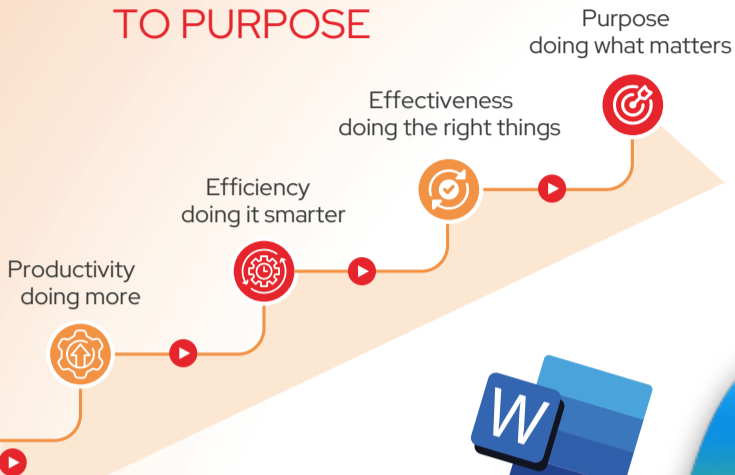 TO PURPOSE
Purpose
doing what matters
Effectiveness
doing the right things
Efficiency
doing it smarter
Productivity
doing more
W